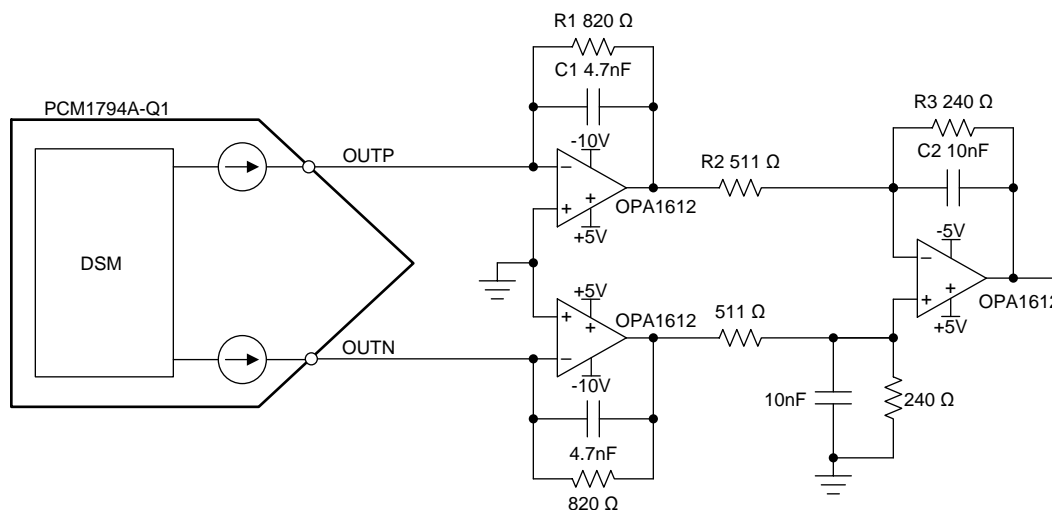 R1 820 Ω
C1 4.7nF
PCM1794A-Q1
R3 240 Ω
C2 10nF
-10V
OUTP
R2 511 Ω
OPA1612
+5V
-5V
DSM
+5V
OPA1612
511 Ω
OPA1612
+5V
OUTN
-10V
10nF
240 Ω
4.7nF
820 Ω